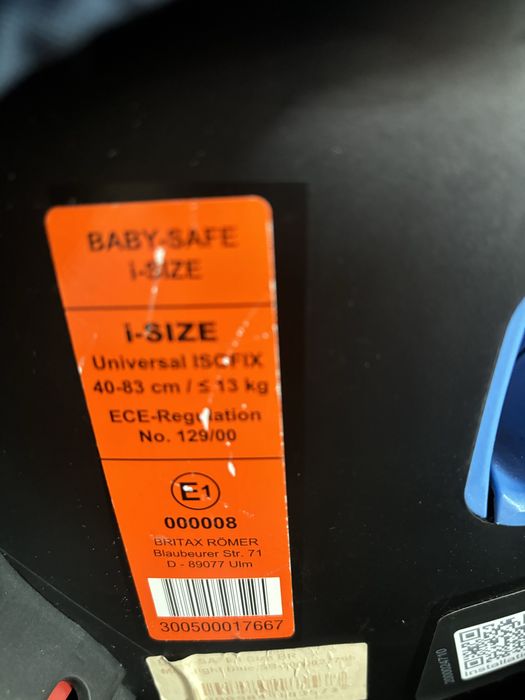 BABY-SAFE
i-SIZE
i-SIZE
Universal ISOFIX
40-83 cm / ≤ 13 kg
ECE-Regulation
No. 129/00
E1
000008
BRITAX RÖMER
Blaubeurer Str. 71
D - 89077 Ulm
300500017667